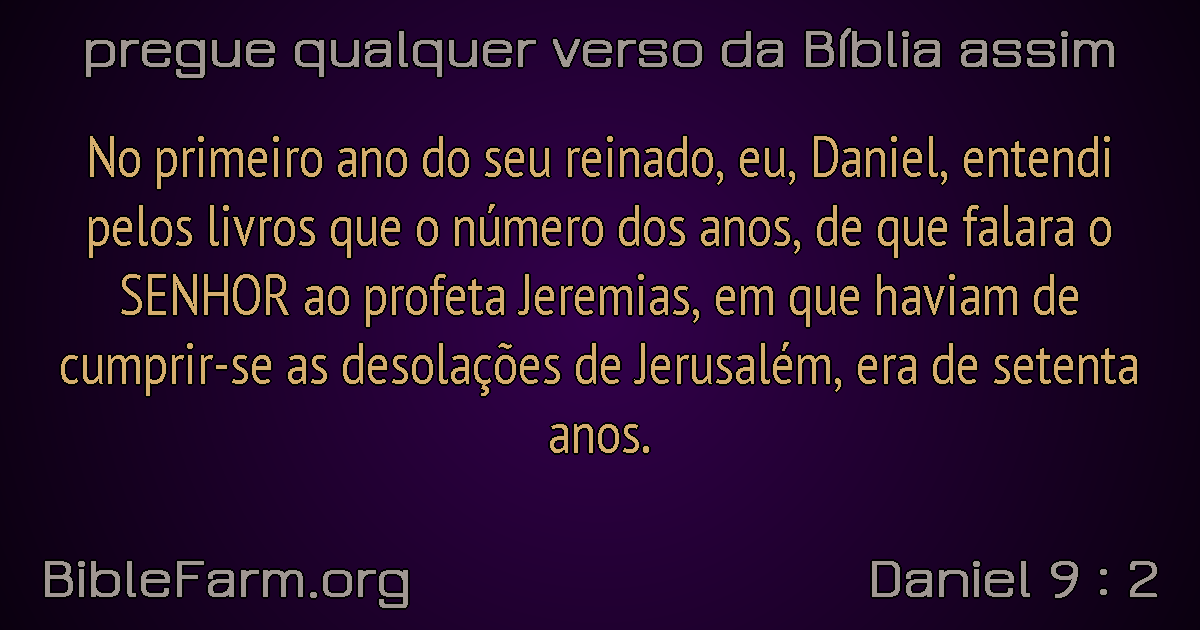 pregue qualquer verso da Bíblia assim
No primeiro ano do seu reinado, eu, Daniel, entendi
pelos livros que o número dos anos, de que falara o
SENHOR ao profeta Jeremias, em que haviam de
cumprir-se as desolações de Jerusalém, era de setenta
anos.
BibleFarm.org
Daniel 9 : 2